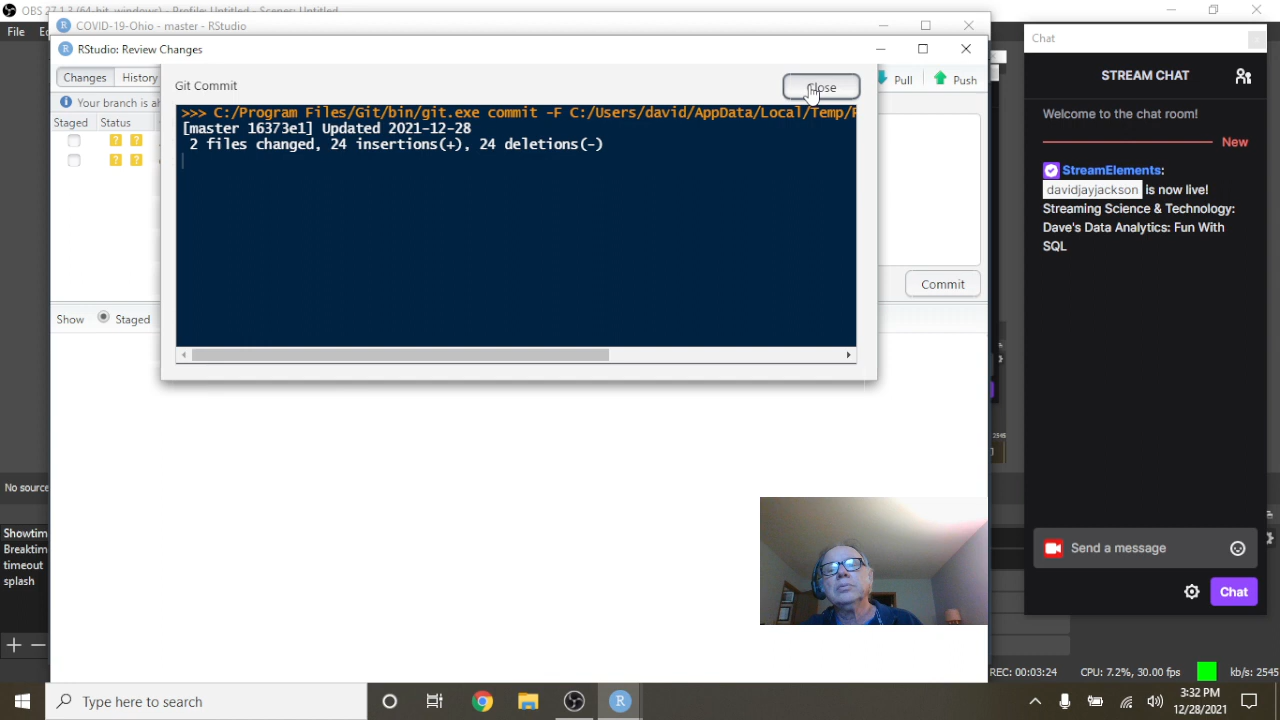 OBS 27.1.3 (64-bit, windows) - Profile: Untitled - Scenes: Untitled
File
COVID-19-Ohio - master - RStudio
RStudio: Review Changes
Changes
History
Git Commit
Close
Pull
Push
Your branch is a
Staged
Status
>>> C:/Program Files/Git/bin/git.exe commit -F C:/Users/david/AppData/Local/Temp/
[master 16373e1] Updated 2021-12-28
2 files changed, 24 insertions(+), 24 deletions(-)
Commit
Show
Staged
No source
Showtim
Breaktim
timeout
splash
Chat
STREAM CHAT
Welcome to the chat room!
New
StreamElements:
davidjayjackson is now live!
Streaming Science & Technology:
Dave's Data Analytics: Fun With
SQL
Send a message
Chat
REC: 00:03:24
CPU: 7.2%, 30.00 fps
kb/s: 2545
Type here to search
3:32 PM
12/28/2021